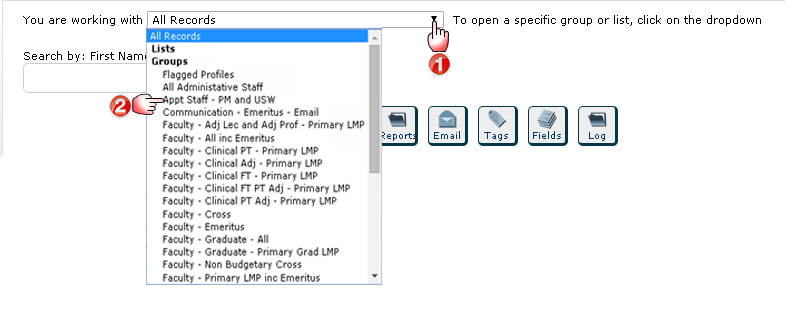 You are working with All Records To open a specific group or list, click on the dropdown
1
All Records
Lists
Search by: First Name
Groups
Flagged Profiles
All Administative Staff
2
Appt Staff - PM and USW
Communication - Emeritus - Email
Faculty - Adj Lec and Adj Prof - Primary LMP
Faculty - All inc Emeritus
Reports Email Tags Fields Log
Faculty - Clinical PT - Primary LMP
Faculty - Clinical Adj - Primary LMP
Faculty - Clinical FT - Primary LMP
Faculty - Clinical FT PT Adj - Primary LMP
Faculty - Clinical PT Adj - Primary LMP
Faculty - Cross
Faculty - Emeritus
Faculty - Graduate - All
Faculty - Graduate - Primary Grad LMP
Faculty - Non Budgetary Cross
Faculty - Primary LMP inc Emeritus